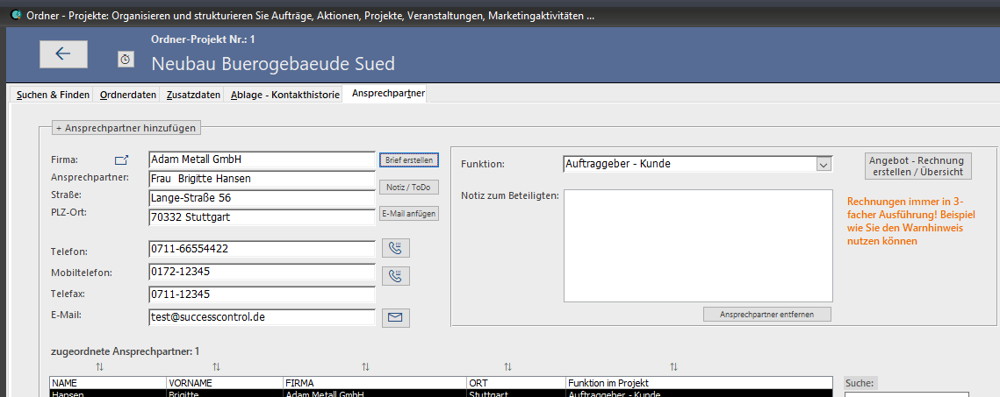 Ordner - Projekte: Organisieren und strukturieren Sie Aufträge, Aktionen, Projekte, Veranstaltungen, Marketingaktivitäten ...
Ordner-Projekt Nr.: 1
Neubau Buerogebaeude Sued
Suchen & Finden Ordnerdaten Zusatzdaten Ablage - Kontakthistorie Ansprechpartner
+ Ansprechpartner hinzufügen
Firma: Adam Metall GmbH Brief erstellen
Ansprechpartner: Frau Brigitte Hansen Notiz / ToDo
Straße: Lange-Straße 56
PLZ-Ort: 70332 Stuttgart E-Mail anfügen
Telefon: 0711-66554422
Mobiltelefon: 0172-12345
Telefax: 0711-12345
E-Mail: test@successcontrol.de
Funktion: Auftraggeber - Kunde
Notiz zum Beteiligten:
Ansprechpartner entfernen
Angebot - Rechnung
erstellen / Übersicht
Rechnungen immer in 3-
facher Ausführung! Beispiel
wie Sie den Warnhinweis
nutzen können
zugeordnete Ansprechpartner: 1
NAME VORNAME FIRMA ORT Funktion im Projekt
Hansen Brigitte Adam Metall GmbH Stuttgart Auftraggeber - Kunde
Suche: